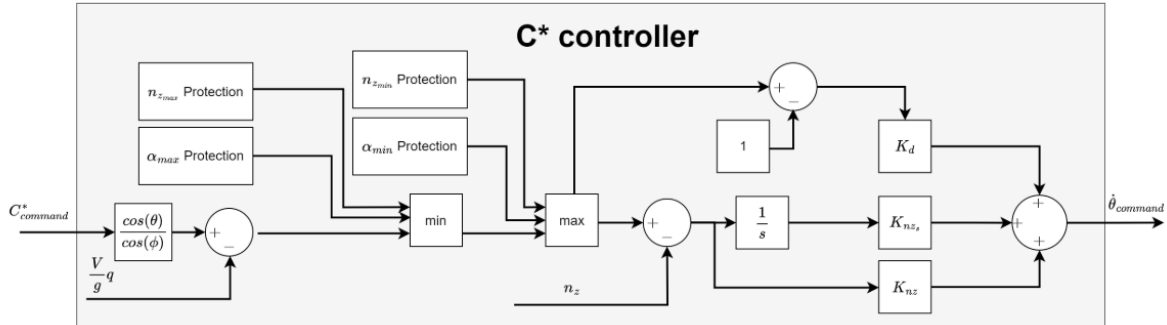 C* controller
n_{z_{max}} Protection
n_{z_{min}} Protection
α_{max} Protection
α_{min} Protection
1
K_d
C^*_{command}
cos(θ)
cos(φ)
+
−
min
max
+
−
1
s
K_{nz_s}
+
−
+
+
+
θ̇_{command}
V
g
q
n_z
K_{nz}